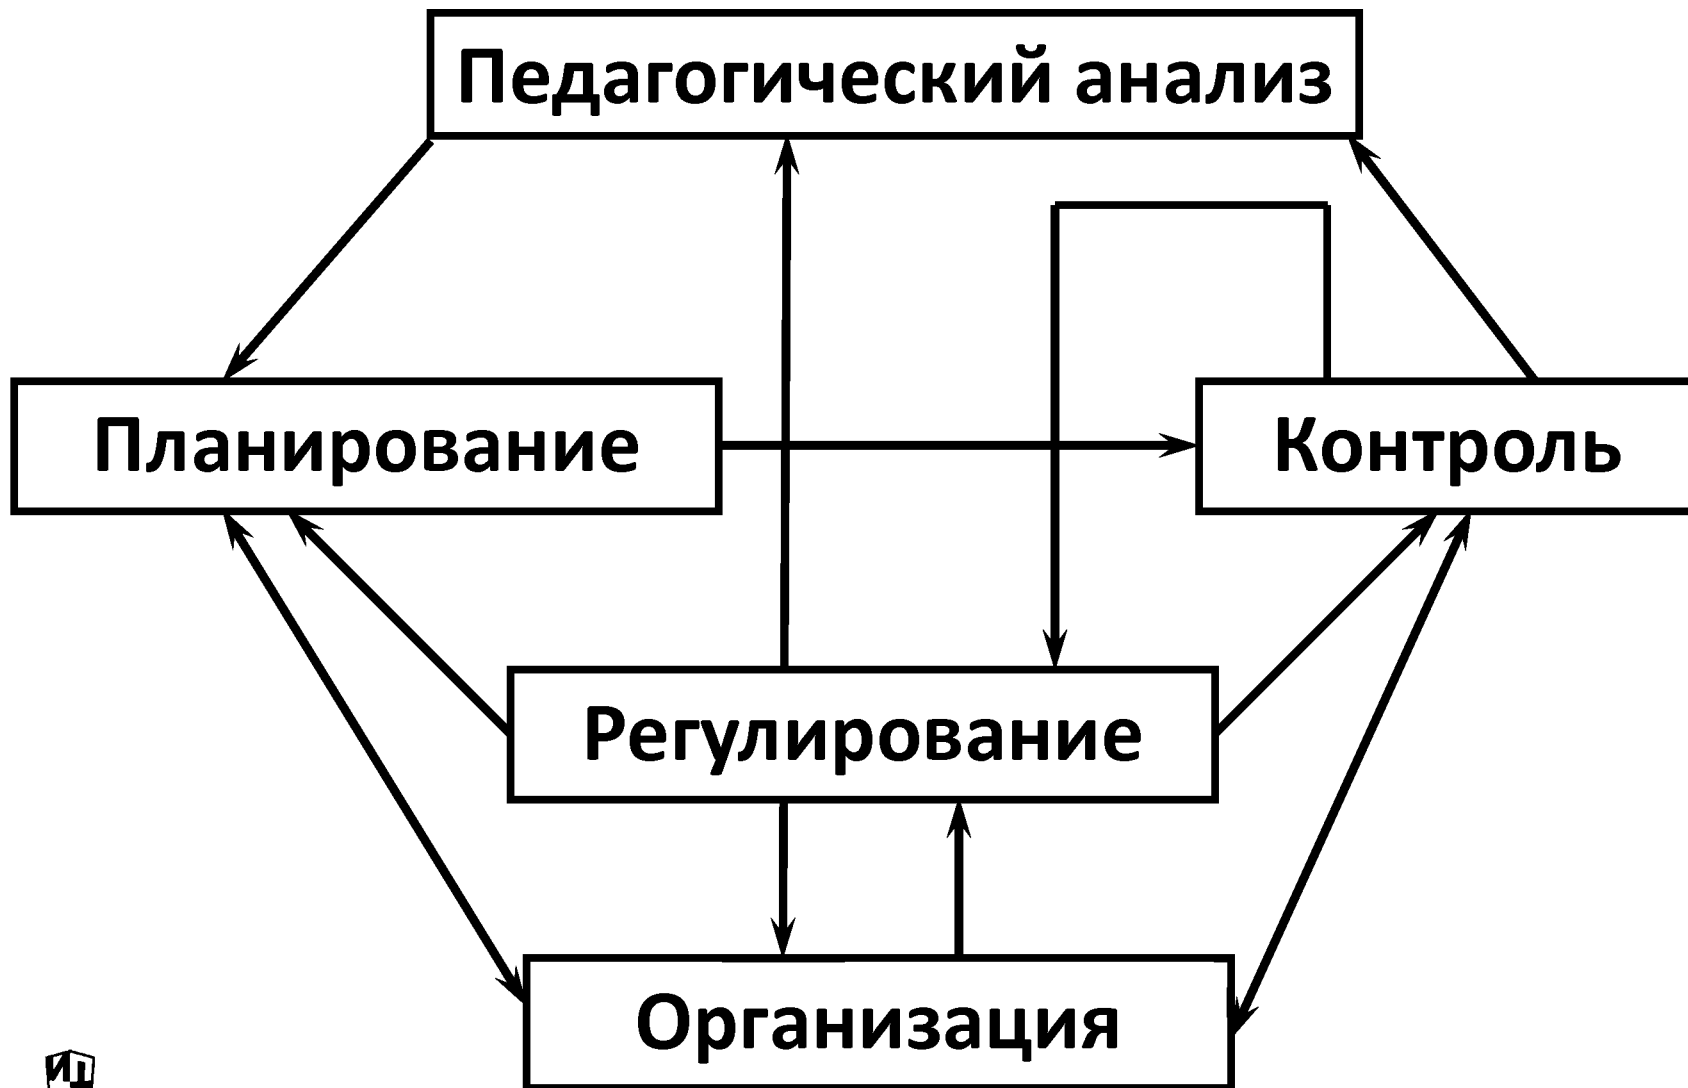 Педагогический анализ
Планирование
Контроль
Регулирование
Организация